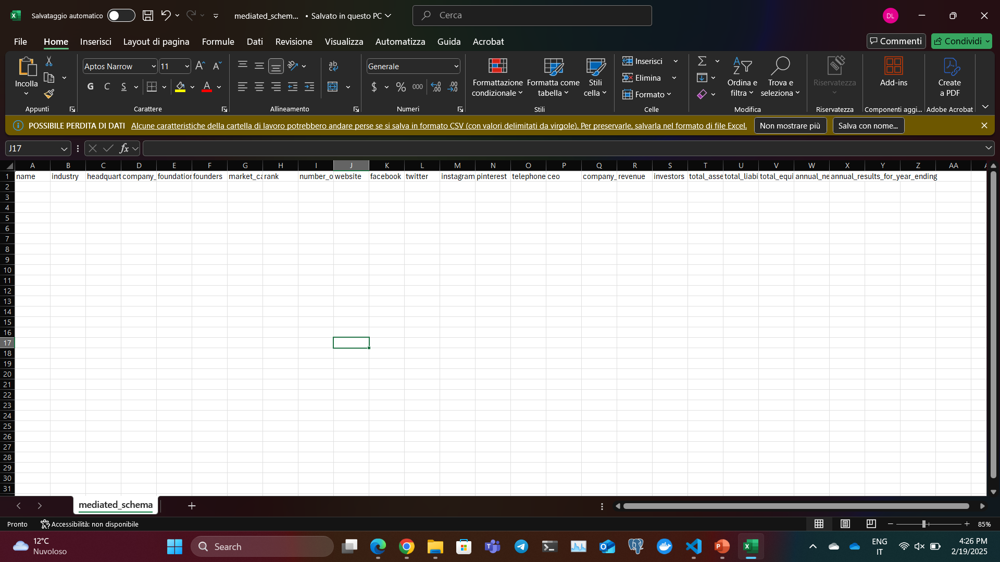 Salvataggio automatico
mediated_schem... • Salvato in questo PC
Cerca
DL
File Home Inserisci Layout di pagina Formule Dati Revisione Visualizza Automatizza Guida Acrobat
Commenti Condividi
Incolla
Appunti
Aptos Narrow 11
G C S
Carattere
Allineamento
Generale
Numeri
Formattazione condizionale
Formatta come tabella
Stili cella
Stili
Inserisci
Elimina
Formato
Celle
Ordina e filtra
Trova e seleziona
Modifica
Riservatezza
Riservatezza
Add-ins
Componenti aggi...
Create a PDF
Adobe Acrobat
POSSIBILE PERDITA DI DATI Alcune caratteristiche della cartella di lavoro potrebbero andare perse se si salva in formato CSV (con valori delimitati da virgole). Per preservarle, salvarla nel formato di file Excel. Non mostrare più Salva con nome...
J17 fx
A B C D E F G H I J K L M N O P Q R S T U V W X Y Z AA
1 name industry headquart company_ foundation founders market_ca rank number_o website facebook twitter instagram pinterest telephone ceo company_ revenue investors total_asse total_liabi total_equi annual_ne annual_results_for_year_ending
2
3
4
5
6
7
8
9
10
11
12
13
14
15
16
17
18
19
20
21
22
23
24
25
26
27
28
29
30
31
mediated_schema
Pronto Accessibilità: non disponibile 85%
12°C
Nuvoloso
Search
ENG
IT
4:26 PM
2/19/2025